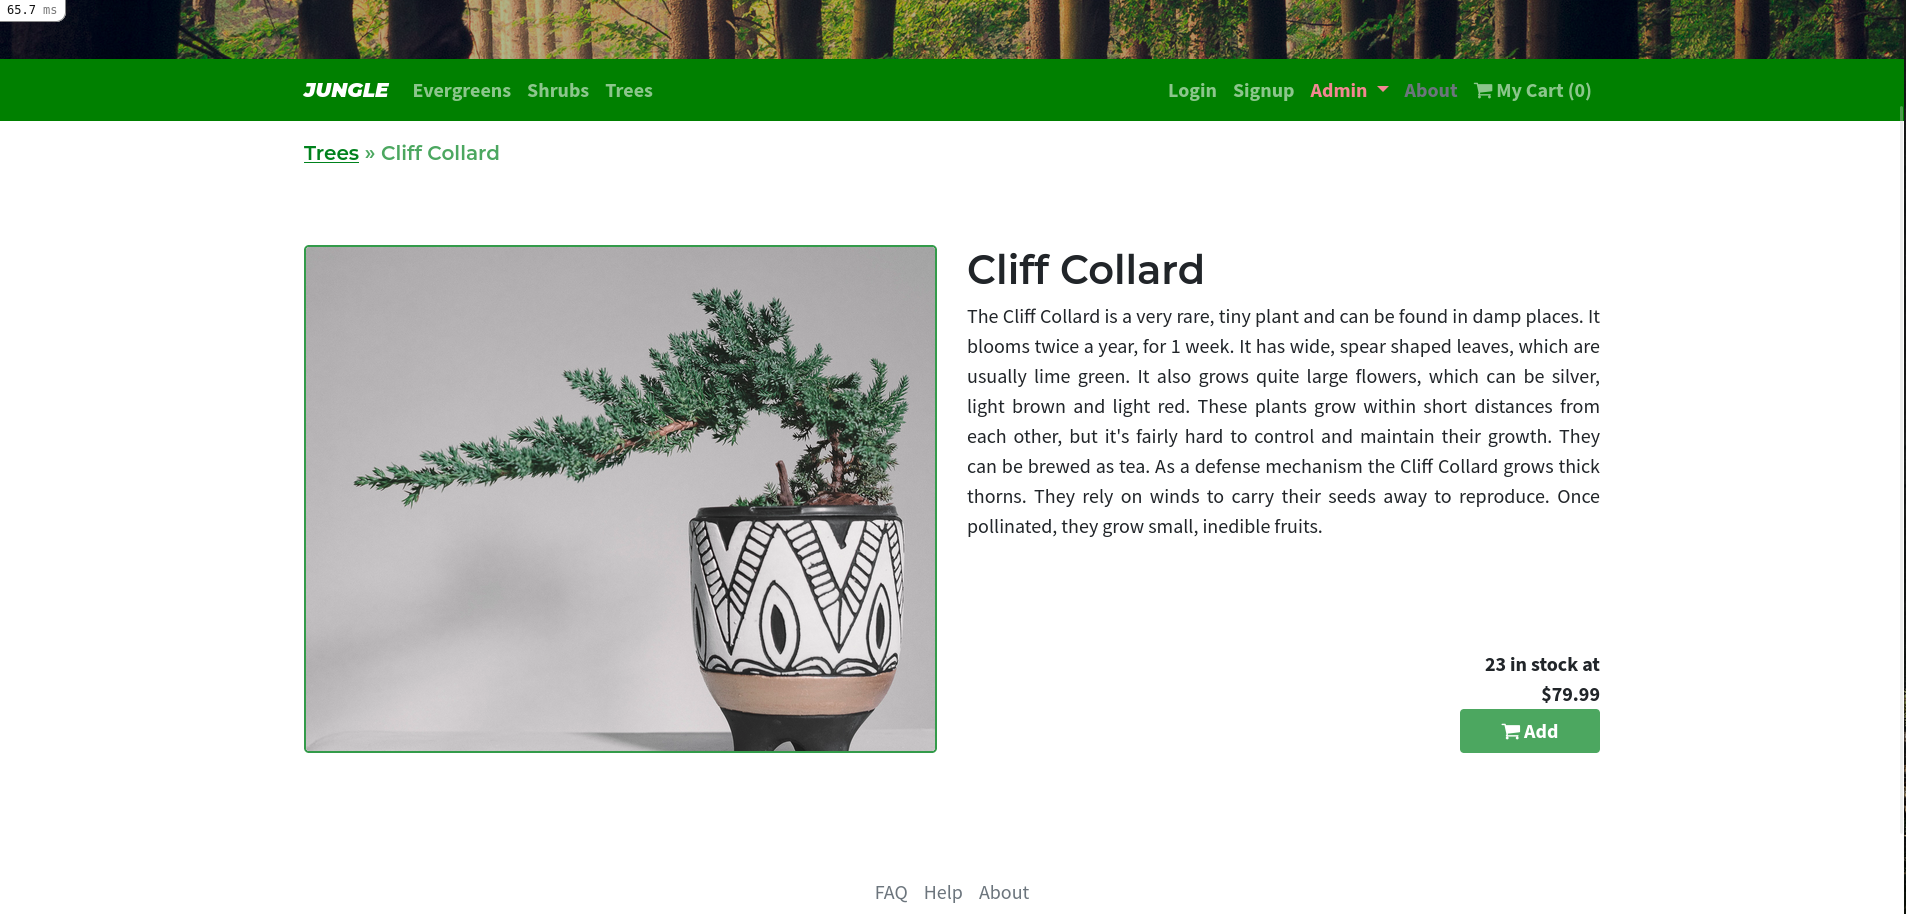 65.7 ms
JUNGLE Evergreens Shrubs Trees Login Signup Admin About My Cart (0)
Trees » Cliff Collard
Cliff Collard
The Cliff Collard is a very rare, tiny plant and can be found in damp places. It
blooms twice a year, for 1 week. It has wide, spear shaped leaves, which are
usually lime green. It also grows quite large flowers, which can be silver,
light brown and light red. These plants grow within short distances from
each other, but it's fairly hard to control and maintain their growth. They
can be brewed as tea. As a defense mechanism the Cliff Collard grows thick
thorns. They rely on winds to carry their seeds away to reproduce. Once
pollinated, they grow small, inedible fruits.
23 in stock at
$79.99
Add
FAQ Help About